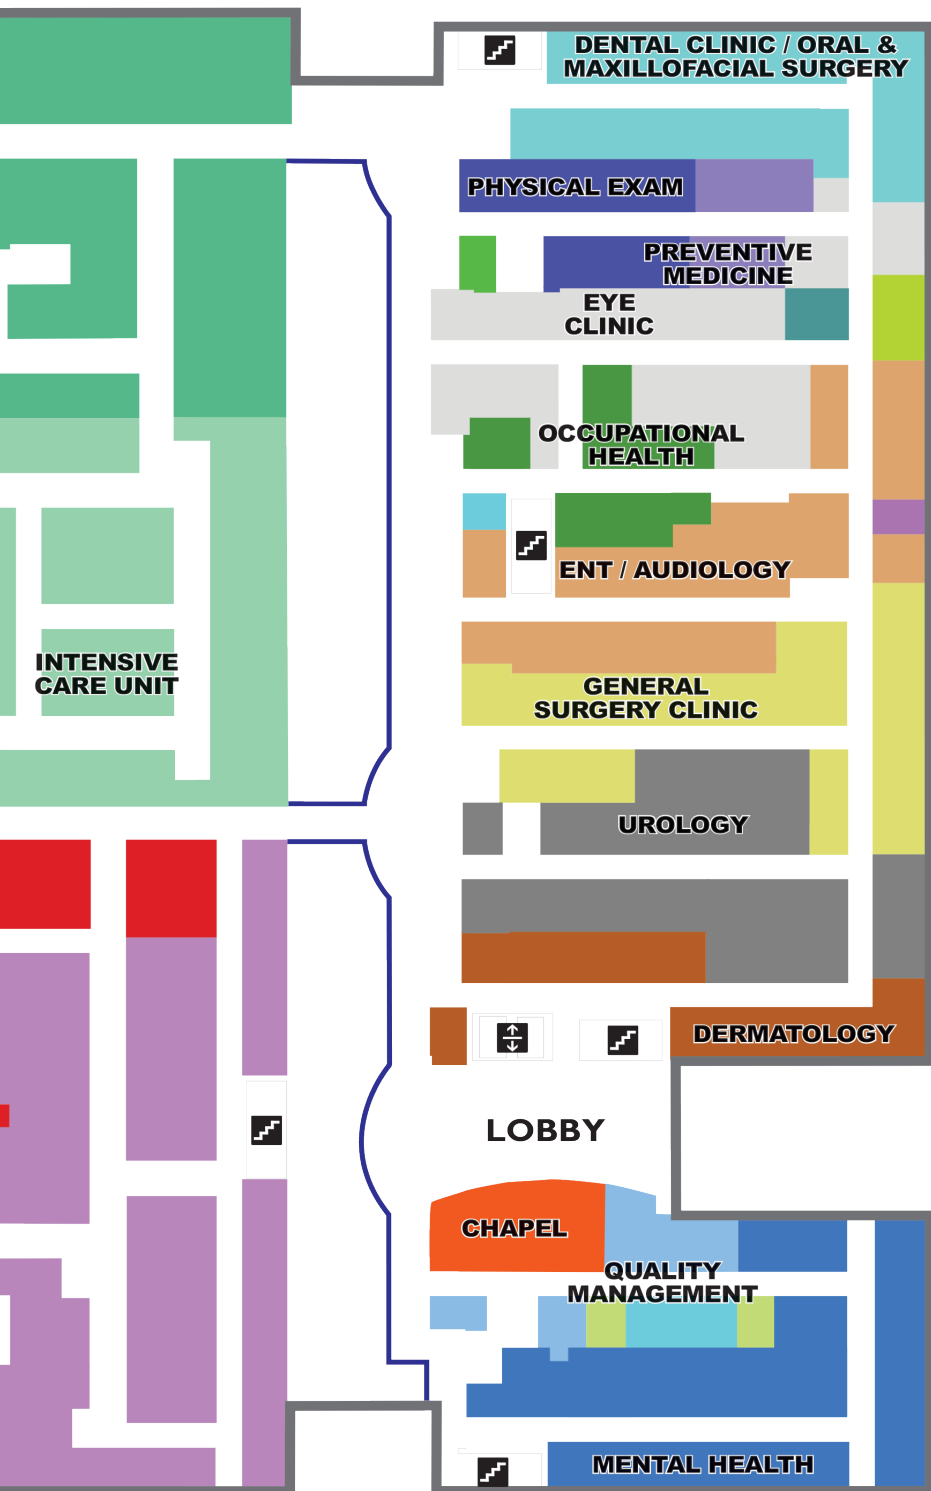 DENTAL CLINIC / ORAL &
MAXILLOFACIAL SURGERY
PHYSICAL EXAM
PREVENTIVE
MEDICINE
EYE
CLINIC
OCCUPATIONAL
HEALTH
ENT / AUDIOLOGY
INTENSIVE
CARE UNIT
GENERAL
SURGERY CLINIC
UROLOGY
DERMATOLOGY
LOBBY
CHAPEL
QUALITY
MANAGEMENT
MENTAL HEALTH